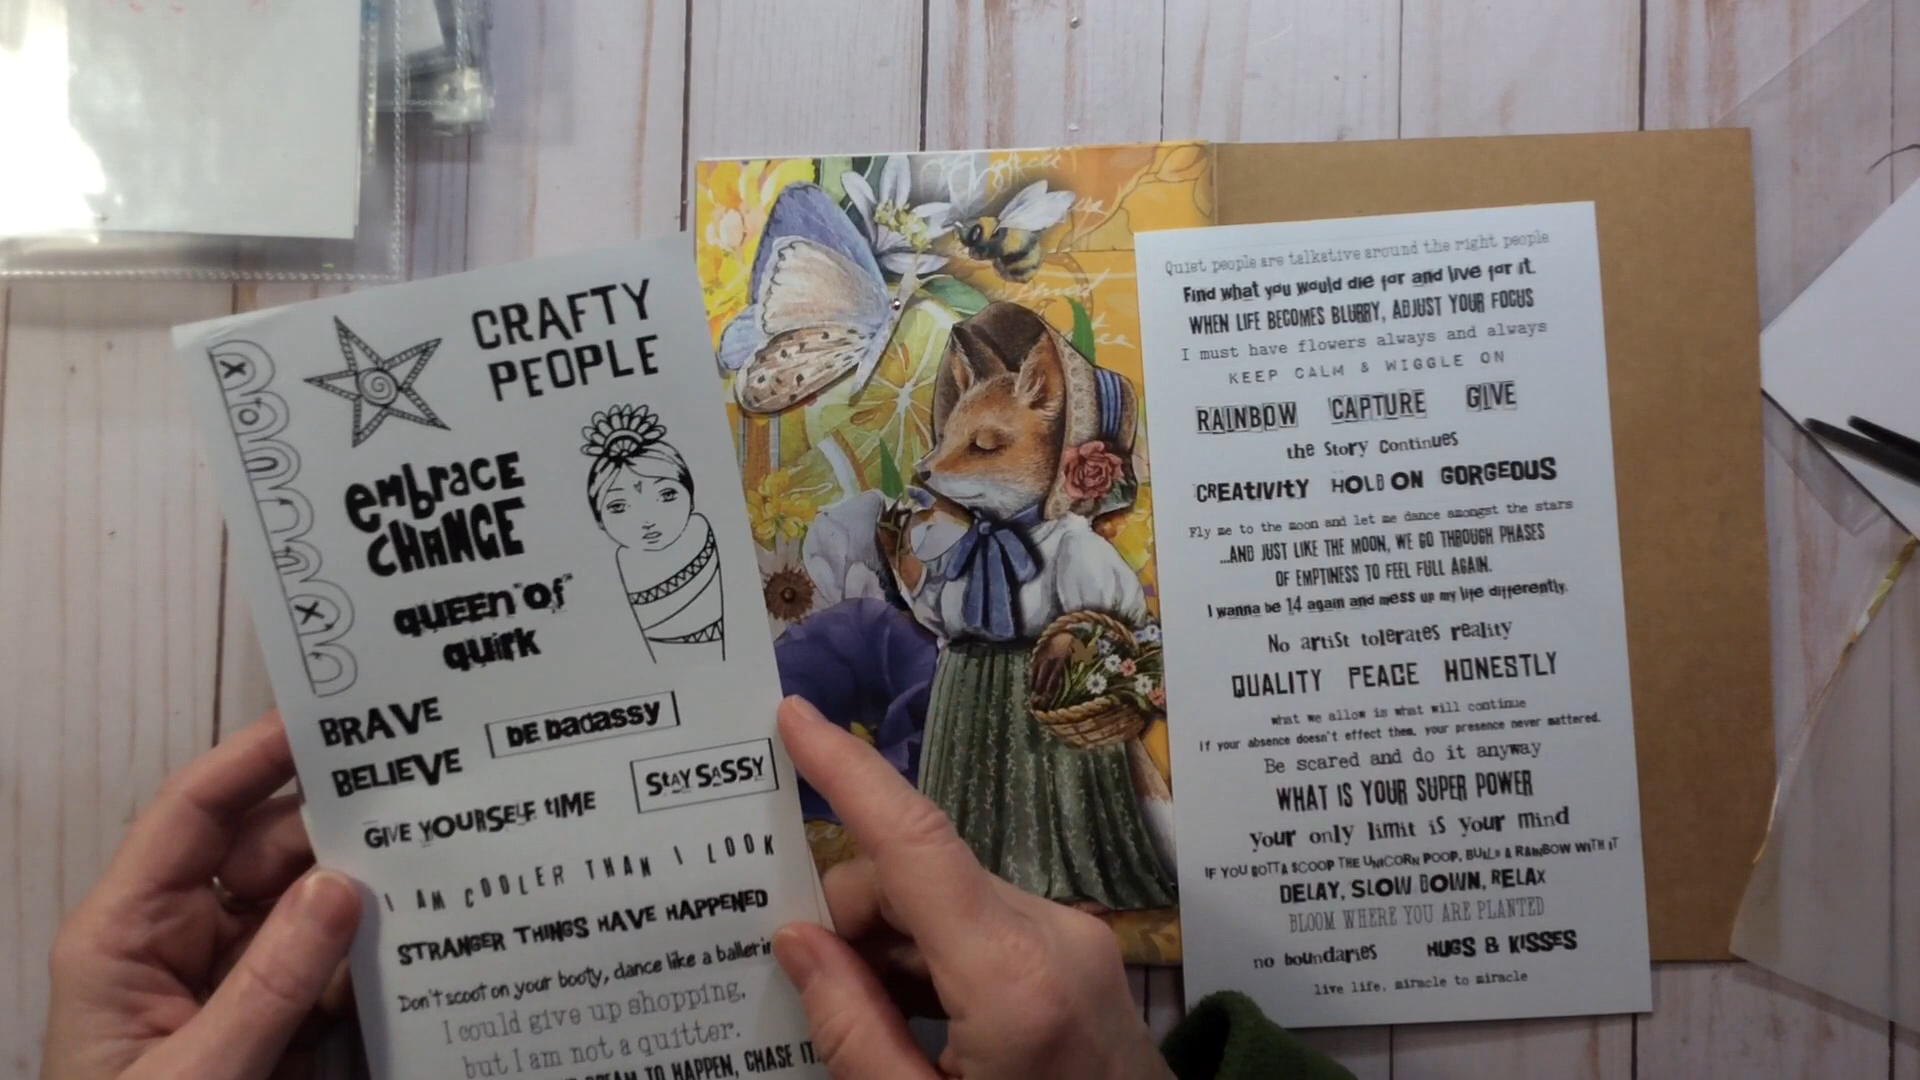 CRAFTY
PEOPLE
embrace
CHANGE
queen of
quirk
BRAVE
BELIEVE
BE badassy
StAY SASSY
GIVE YOURSELF tIME
I AM COOLER THAN I LOOK
STRANGER THINGS HAVE HAPPENED
Don't scoot on your booty, dance like a ballerin
I could give up shopping,
but I am not a quitter.
TO HAPPEN, CHASE IT.
Quiet people are talkative around the right people
Find what you would die for and live for it.
WHEN LIFE BECOMES BLURRY, ADJUST YOUR FOCUS
I must have flowers always and always
KEEP CALM & WIGGLE ON
RAINBOW CAPTURE GIVE
the Story Continues
CREAtIVITY HOLD ON GORGEOUS
Fly me to the moon and let me dance amongst the stars
...AND JUST LIKE THE MOON, WE GO THROUGH PHASES
OF EMPTINESS TO FEEL FULL AGAIN.
I wanna be 14 again and mess up my life differently.
No artist tolerates reality
QUALITY PEACE HONESTLY
what we allow is what will continue
If your absence doesn't effect them, your presence never mattered.
Be scared and do it anyway
WHAT IS YOUR SUPER POWER
your only limit is your mind
IF YOU GOTTA SCOOP THE UNICORN POOP, BUILD A RAINBOW WITH IT
DELAY, SLOW DOWN, RELAX
BLOOM WHERE YOU ARE PLANTED
no boundaries HUGS & KISSES
live life, miracle to miracle